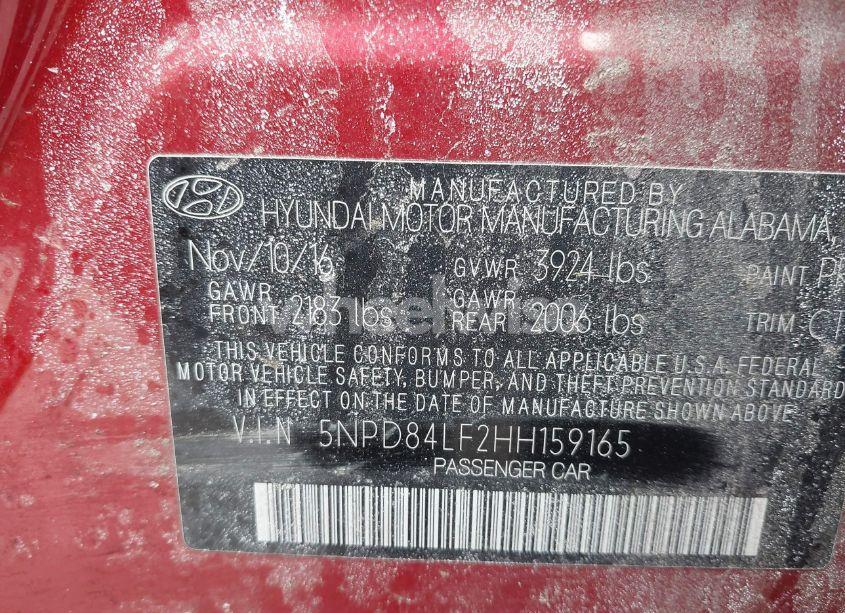 MANUFACTURED BY
HYUNDAI MOTOR MANUFACTURING ALABAMA,
Nov/10/16 GVWR 3924 lbs PAINT
GAWR FRONT 2183 lbs GAWR REAR 2006 lbs TRIM
THIS VEHICLE CONFORMS TO ALL APPLICABLE U.S.A. FEDERAL
MOTOR VEHICLE SAFETY, BUMPER, AND THEFT PREVENTION STANDARD
IN EFFECT ON THE DATE OF MANUFACTURE SHOWN ABOVE
V.I.N 5NPD84LF2HH159165
PASSENGER CAR